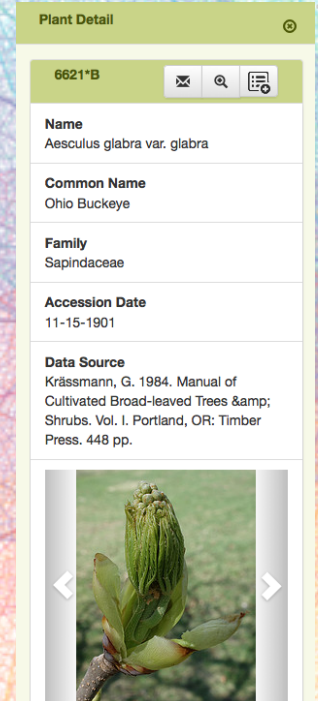 Plant Detail
6621*B
Name
Aesculus glabra var. glabra
Common Name
Ohio Buckeye
Family
Sapindaceae
Accession Date
11-15-1901
Data Source
Krässmann, G. 1984. Manual of
Cultivated Broad-leaved Trees &amp;
Shrubs. Vol. I. Portland, OR: Timber
Press. 448 pp.